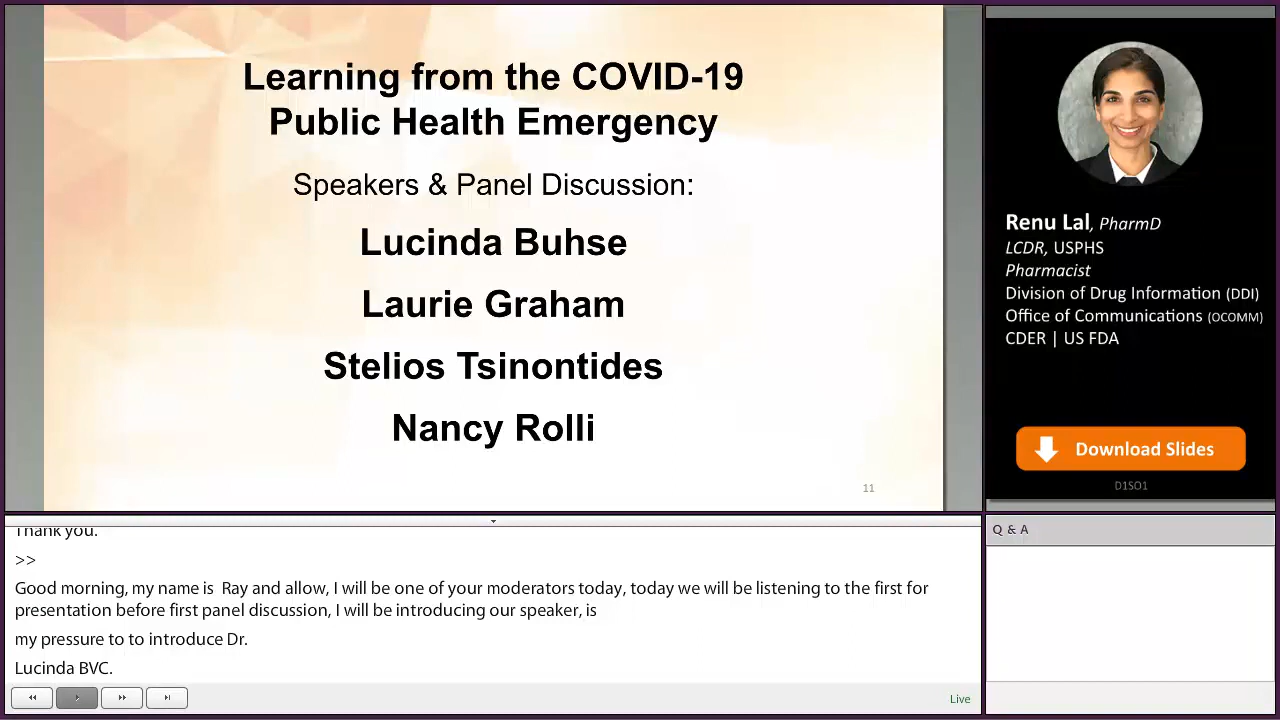 Learning from the COVID-19
Public Health Emergency
Speakers & Panel Discussion:
Lucinda Buhse
Laurie Graham
Stelios Tsinontides
Nancy Rolli
11
Renu Lal, PharmD
LCDR, USPHS
Pharmacist
Division of Drug Information (DDI)
Office of Communications (OCOMM)
CDER | US FDA
Download Slides
D1SO1
Thank you.
>>
Good morning, my name is  Ray and allow, I will be one of your moderators today, today we will be listening to the first for
presentation before first panel discussion, I will be introducing our speaker, is
my pressure to to introduce Dr.
Lucinda BVC.
Live
Q & A